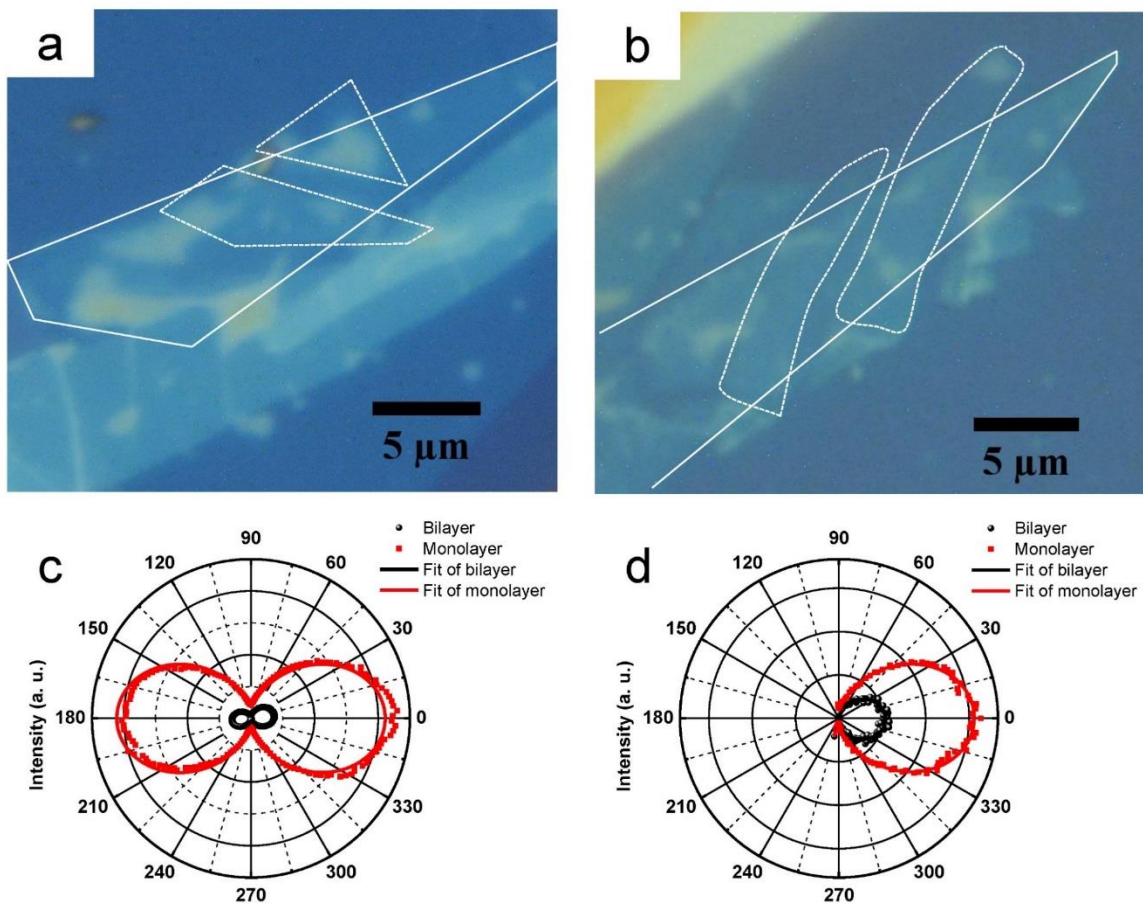 a
5 µm
b
5 µm
c
Bilayer
Monolayer
Fit of bilayer
Fit of monolayer
Intensity (a. u.)
90
120
60
150
30
180
0
210
330
240
300
270
d
Bilayer
Monolayer
Fit of bilayer
Fit of monolayer
Intensity (a. u.)
90
120
60
150
30
180
0
210
330
240
300
270